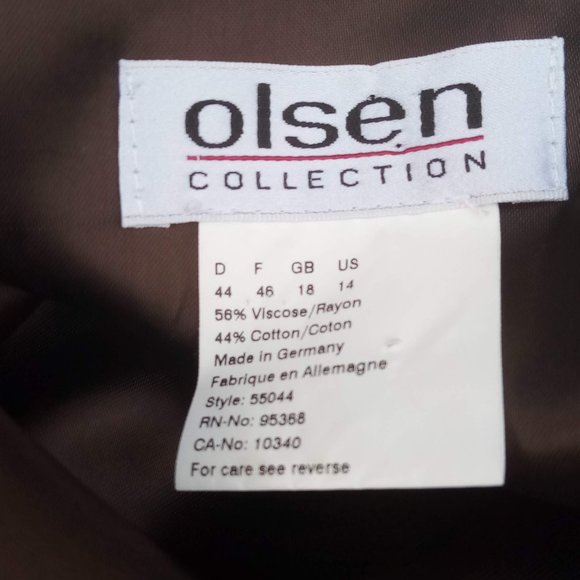 olsen
COLLECTION
D F GB US
44 46 18 14
56% Viscose/Rayon
44% Cotton/Coton
Made in Germany
Fabrique en Allemagne
Style: 55044
RN-No: 95368
CA-No: 10340
For care see reverse